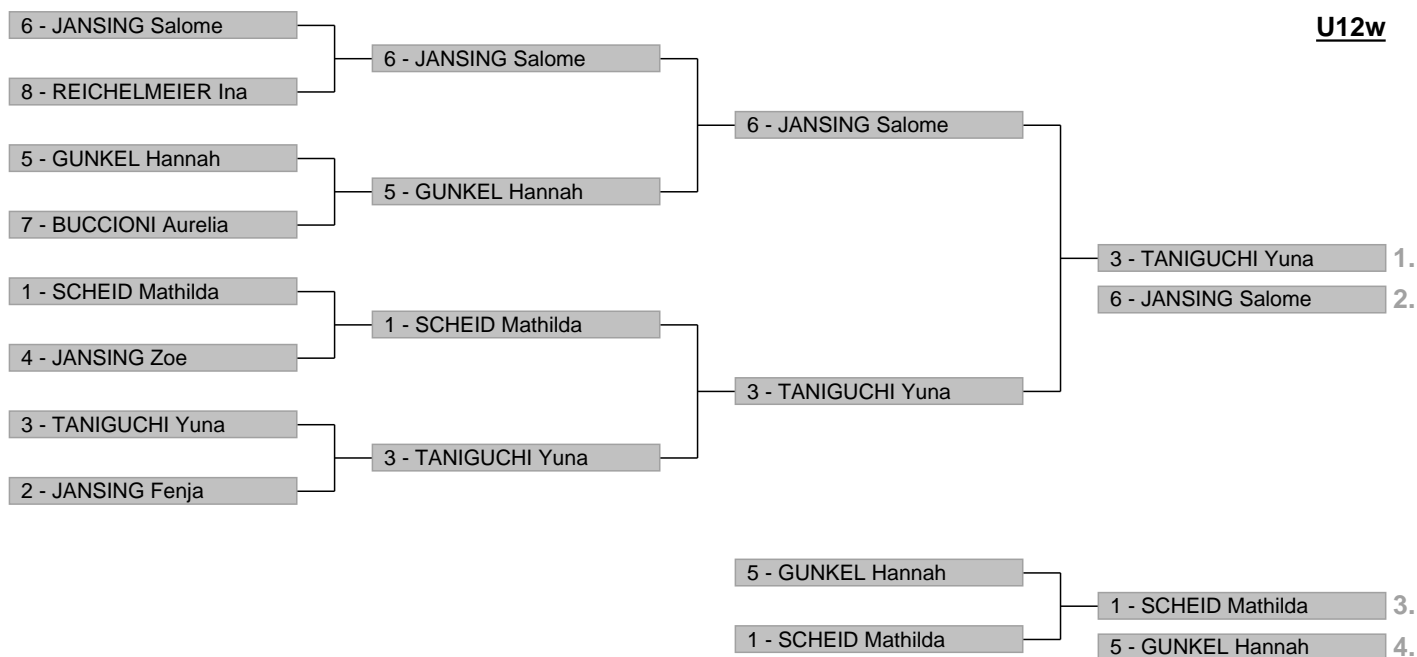 U12w
6 - JANSING Salome
8 - REICHELMEIER Ina
5 - GUNKEL Hannah
7 - BUCCIONI Aurelia
1 - SCHEID Mathilda
4 - JANSING Zoe
3 - TANIGUCHI Yuna
2 - JANSING Fenja
6 - JANSING Salome
5 - GUNKEL Hannah
1 - SCHEID Mathilda
3 - TANIGUCHI Yuna
6 - JANSING Salome
3 - TANIGUCHI Yuna
3 - TANIGUCHI Yuna 1.
6 - JANSING Salome 2.
5 - GUNKEL Hannah
1 - SCHEID Mathilda
1 - SCHEID Mathilda 3.
5 - GUNKEL Hannah 4.